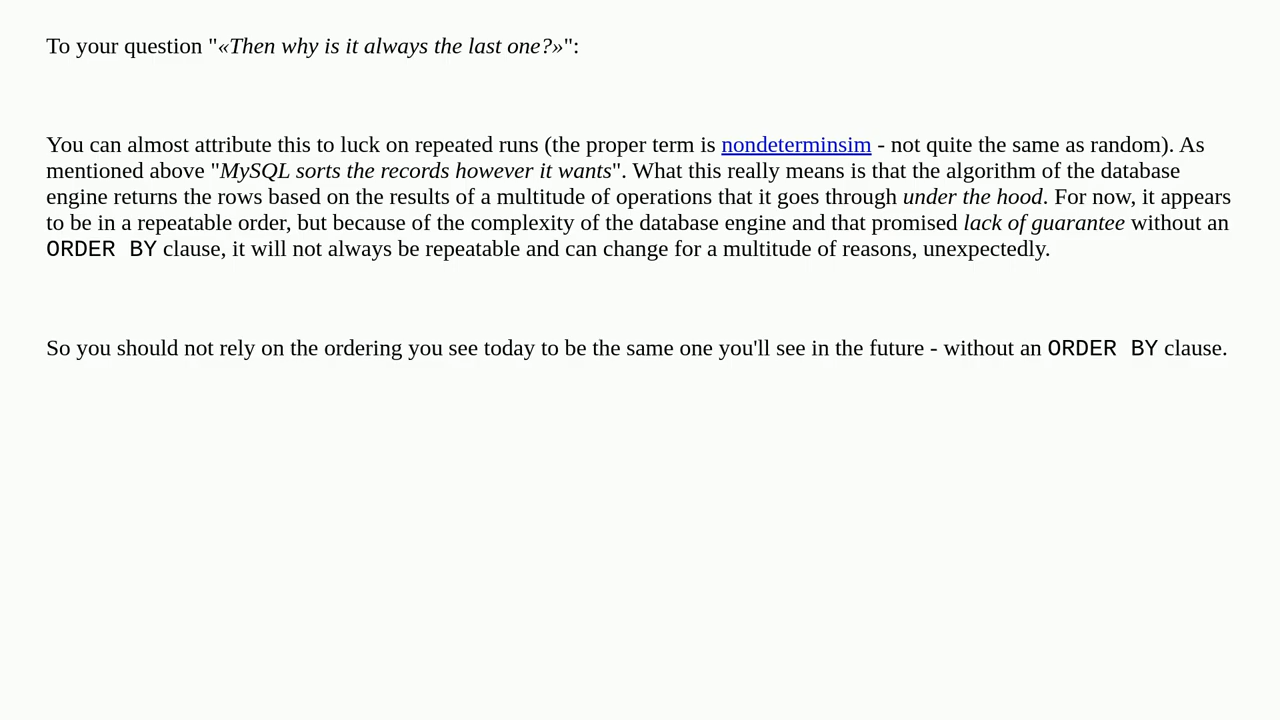 To your question "«Then why is it always the last one?»":
You can almost attribute this to luck on repeated runs (the proper term is nondeterminsim - not quite the same as random). As
mentioned above "MySQL sorts the records however it wants". What this really means is that the algorithm of the database
engine returns the rows based on the results of a multitude of operations that it goes through under the hood. For now, it appears
to be in a repeatable order, but because of the complexity of the database engine and that promised lack of guarantee without an
ORDER BY clause, it will not always be repeatable and can change for a multitude of reasons, unexpectedly.
So you should not rely on the ordering you see today to be the same one you'll see in the future - without an ORDER BY clause.